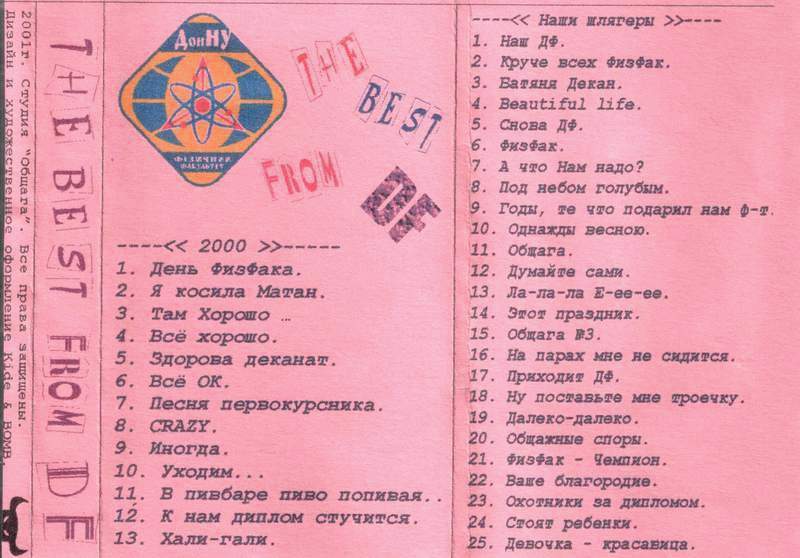 2001г. Студия "Общага". Все права защищены.
Дизайн и художественное оформление Kide & BOMB
THE BEST FROM DF
ДонНУ
ФІЗИЧНИЙ
ФАКУЛЬТЕТ
THE
BEST
FROM
DF
----<< 2000 >>-----
1. День ФизФака.
2. Я косила Матан.
3. Там Хорошо …
4. Всё хорошо.
5. Здорова деканат.
6. Всё ОК.
7. Песня первокурсника.
8. CRAZY.
9. Иногда.
10. Уходим...
11. В пивбаре пиво попивая..
12. К нам диплом стучится.
13. Хали-гали.
----<< Наши шлягеры >>----
1. Наш ДФ.
2. Круче всех ФизФак.
3. Батяня Декан.
4. Beautiful life.
5. Снова ДФ.
6. ФизФак.
7. А что Нам надо?
8. Под небом голубым.
9. Годы, те что подарил нам ф-т.
10. Однажды весною.
11. Общага.
12. Думайте сами.
13. Ла-ла-ла Е-ее-ее.
14. Этот праздник.
15. Общага №3.
16. На парах мне не сидится.
17. Приходит ДФ.
18. Ну поставьте мне троечку.
19. Далеко-далеко.
20. Общажные споры.
21. ФизФак - Чемпион.
22. Ваше благородие.
23. Охотники за дипломом.
24. Стоят ребенки.
25. Девочка - красавица.